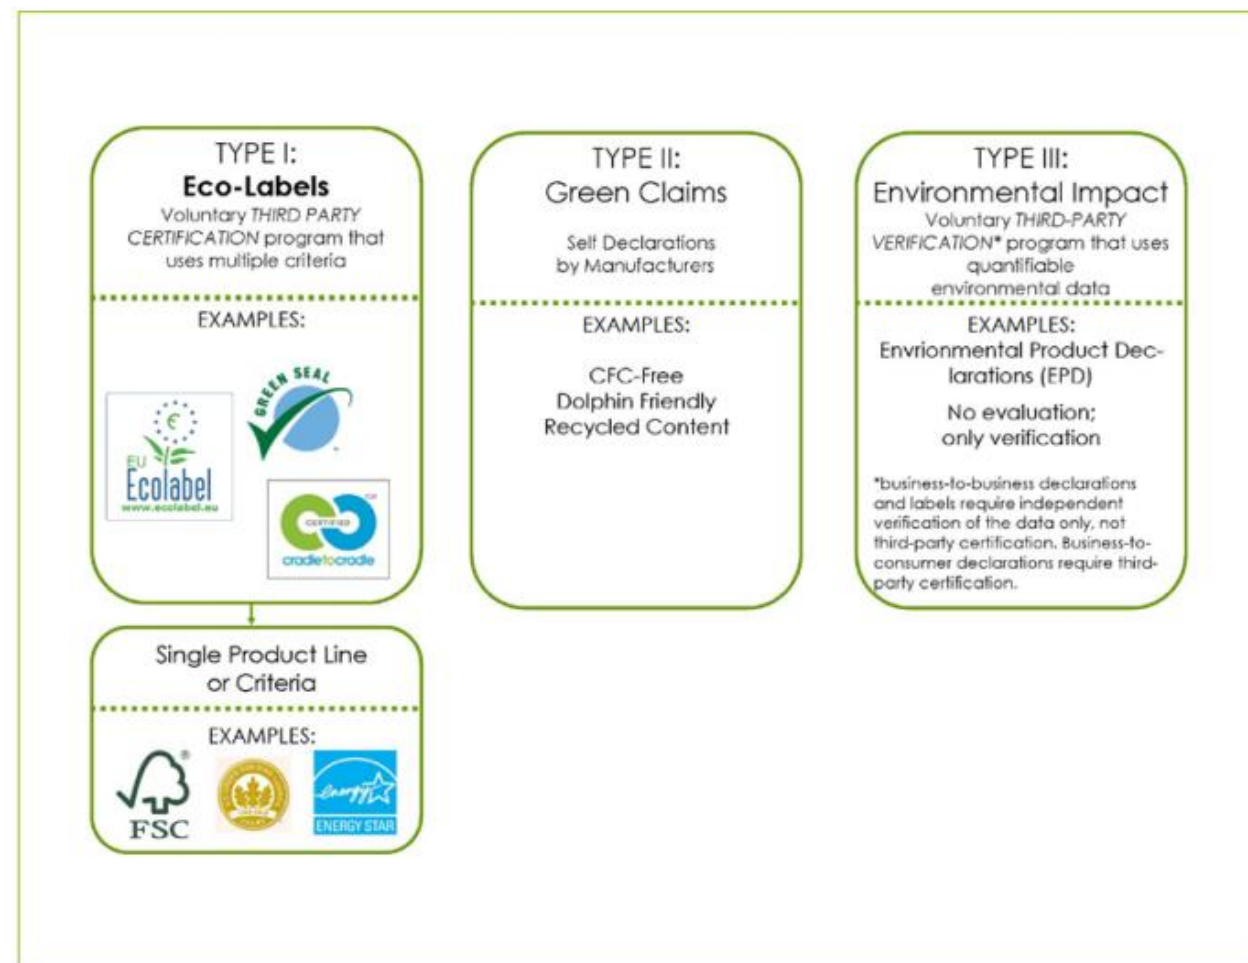 TYPE I:
Eco-Labels
Voluntary THIRD PARTY
CERTIFICATION program that
uses multiple criteria
EXAMPLES:
GREEN SEAL
€
EU
Ecolabel
www.ecolabel.eu
CERTIFIED
cradletocradle
Single Product Line
or Criteria
EXAMPLES:
®
FSC
energy
ENERGY STAR
TYPE II:
Green Claims
Self Declarations
by Manufacturers
EXAMPLES:
CFC-Free
Dolphin Friendly
Recycled Content
TYPE III:
Environmental Impact
Voluntary THIRD-PARTY
VERIFICATION* program that uses
quantifiable
environmental data
EXAMPLES:
Envrionmental Product Dec-
larations (EPD)
No evaluation;
only verification
*business-to-business declarations
and labels require independent
verification of the data only, not
third-party certification. Business-to-
consumer declarations require third-
party certification.